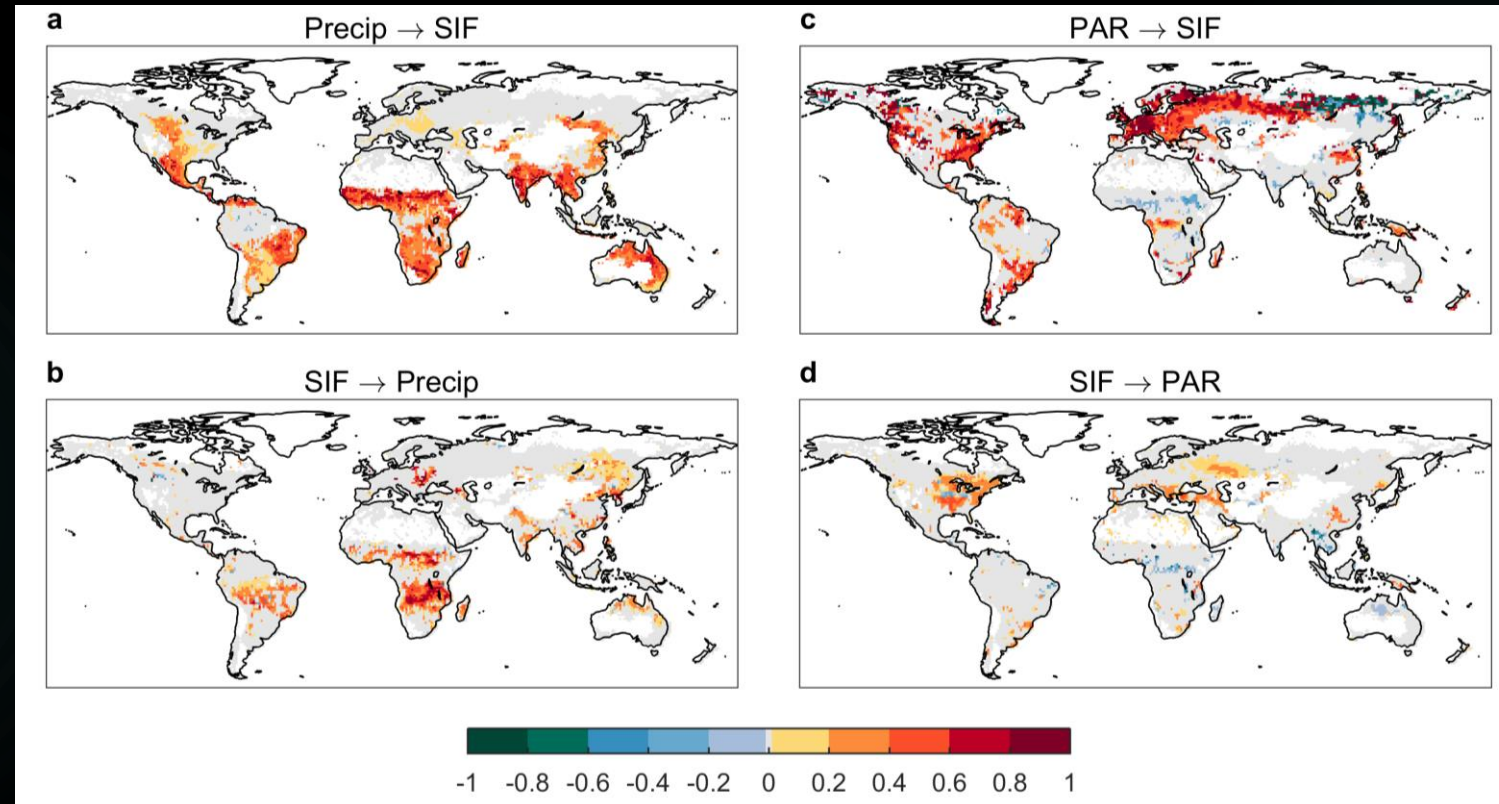 a
Precip → SIF
c
PAR → SIF
b
SIF → Precip
d
SIF → PAR
-1 -0.8 -0.6 -0.4 -0.2 0 0.2 0.4 0.6 0.8 1